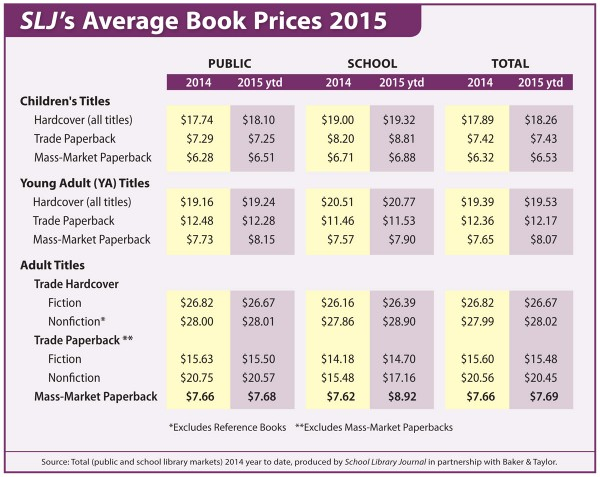 SLJ's Average Book Prices 2015
PUBLIC SCHOOL TOTAL
2014 2015 ytd 2014 2015 ytd 2014 2015 ytd
Children's Titles
Hardcover (all titles) $17.74 $18.10 $19.00 $19.32 $17.89 $18.26
Trade Paperback $7.29 $7.25 $8.20 $8.81 $7.42 $7.43
Mass-Market Paperback $6.28 $6.51 $6.71 $6.88 $6.32 $6.53
Young Adult (YA) Titles
Hardcover (all titles) $19.16 $19.24 $20.51 $20.77 $19.39 $19.53
Trade Paperback $12.48 $12.28 $11.46 $11.53 $12.36 $12.17
Mass-Market Paperback $7.73 $8.15 $7.57 $7.90 $7.65 $8.07
Adult Titles
Trade Hardcover
Fiction $26.82 $26.67 $26.16 $26.39 $26.82 $26.67
Nonfiction* $28.00 $28.01 $27.86 $28.90 $27.99 $28.02
Trade Paperback **
Fiction $15.63 $15.50 $14.18 $14.70 $15.60 $15.48
Nonfiction $20.75 $20.57 $15.48 $17.16 $20.56 $20.45
Mass-Market Paperback $7.66 $7.68 $7.62 $8.92 $7.66 $7.69
*Excludes Reference Books **Excludes Mass-Market Paperbacks
Source: Total (public and school library markets) 2014 year to date, produced by School Library Journal in partnership with Baker & Taylor.